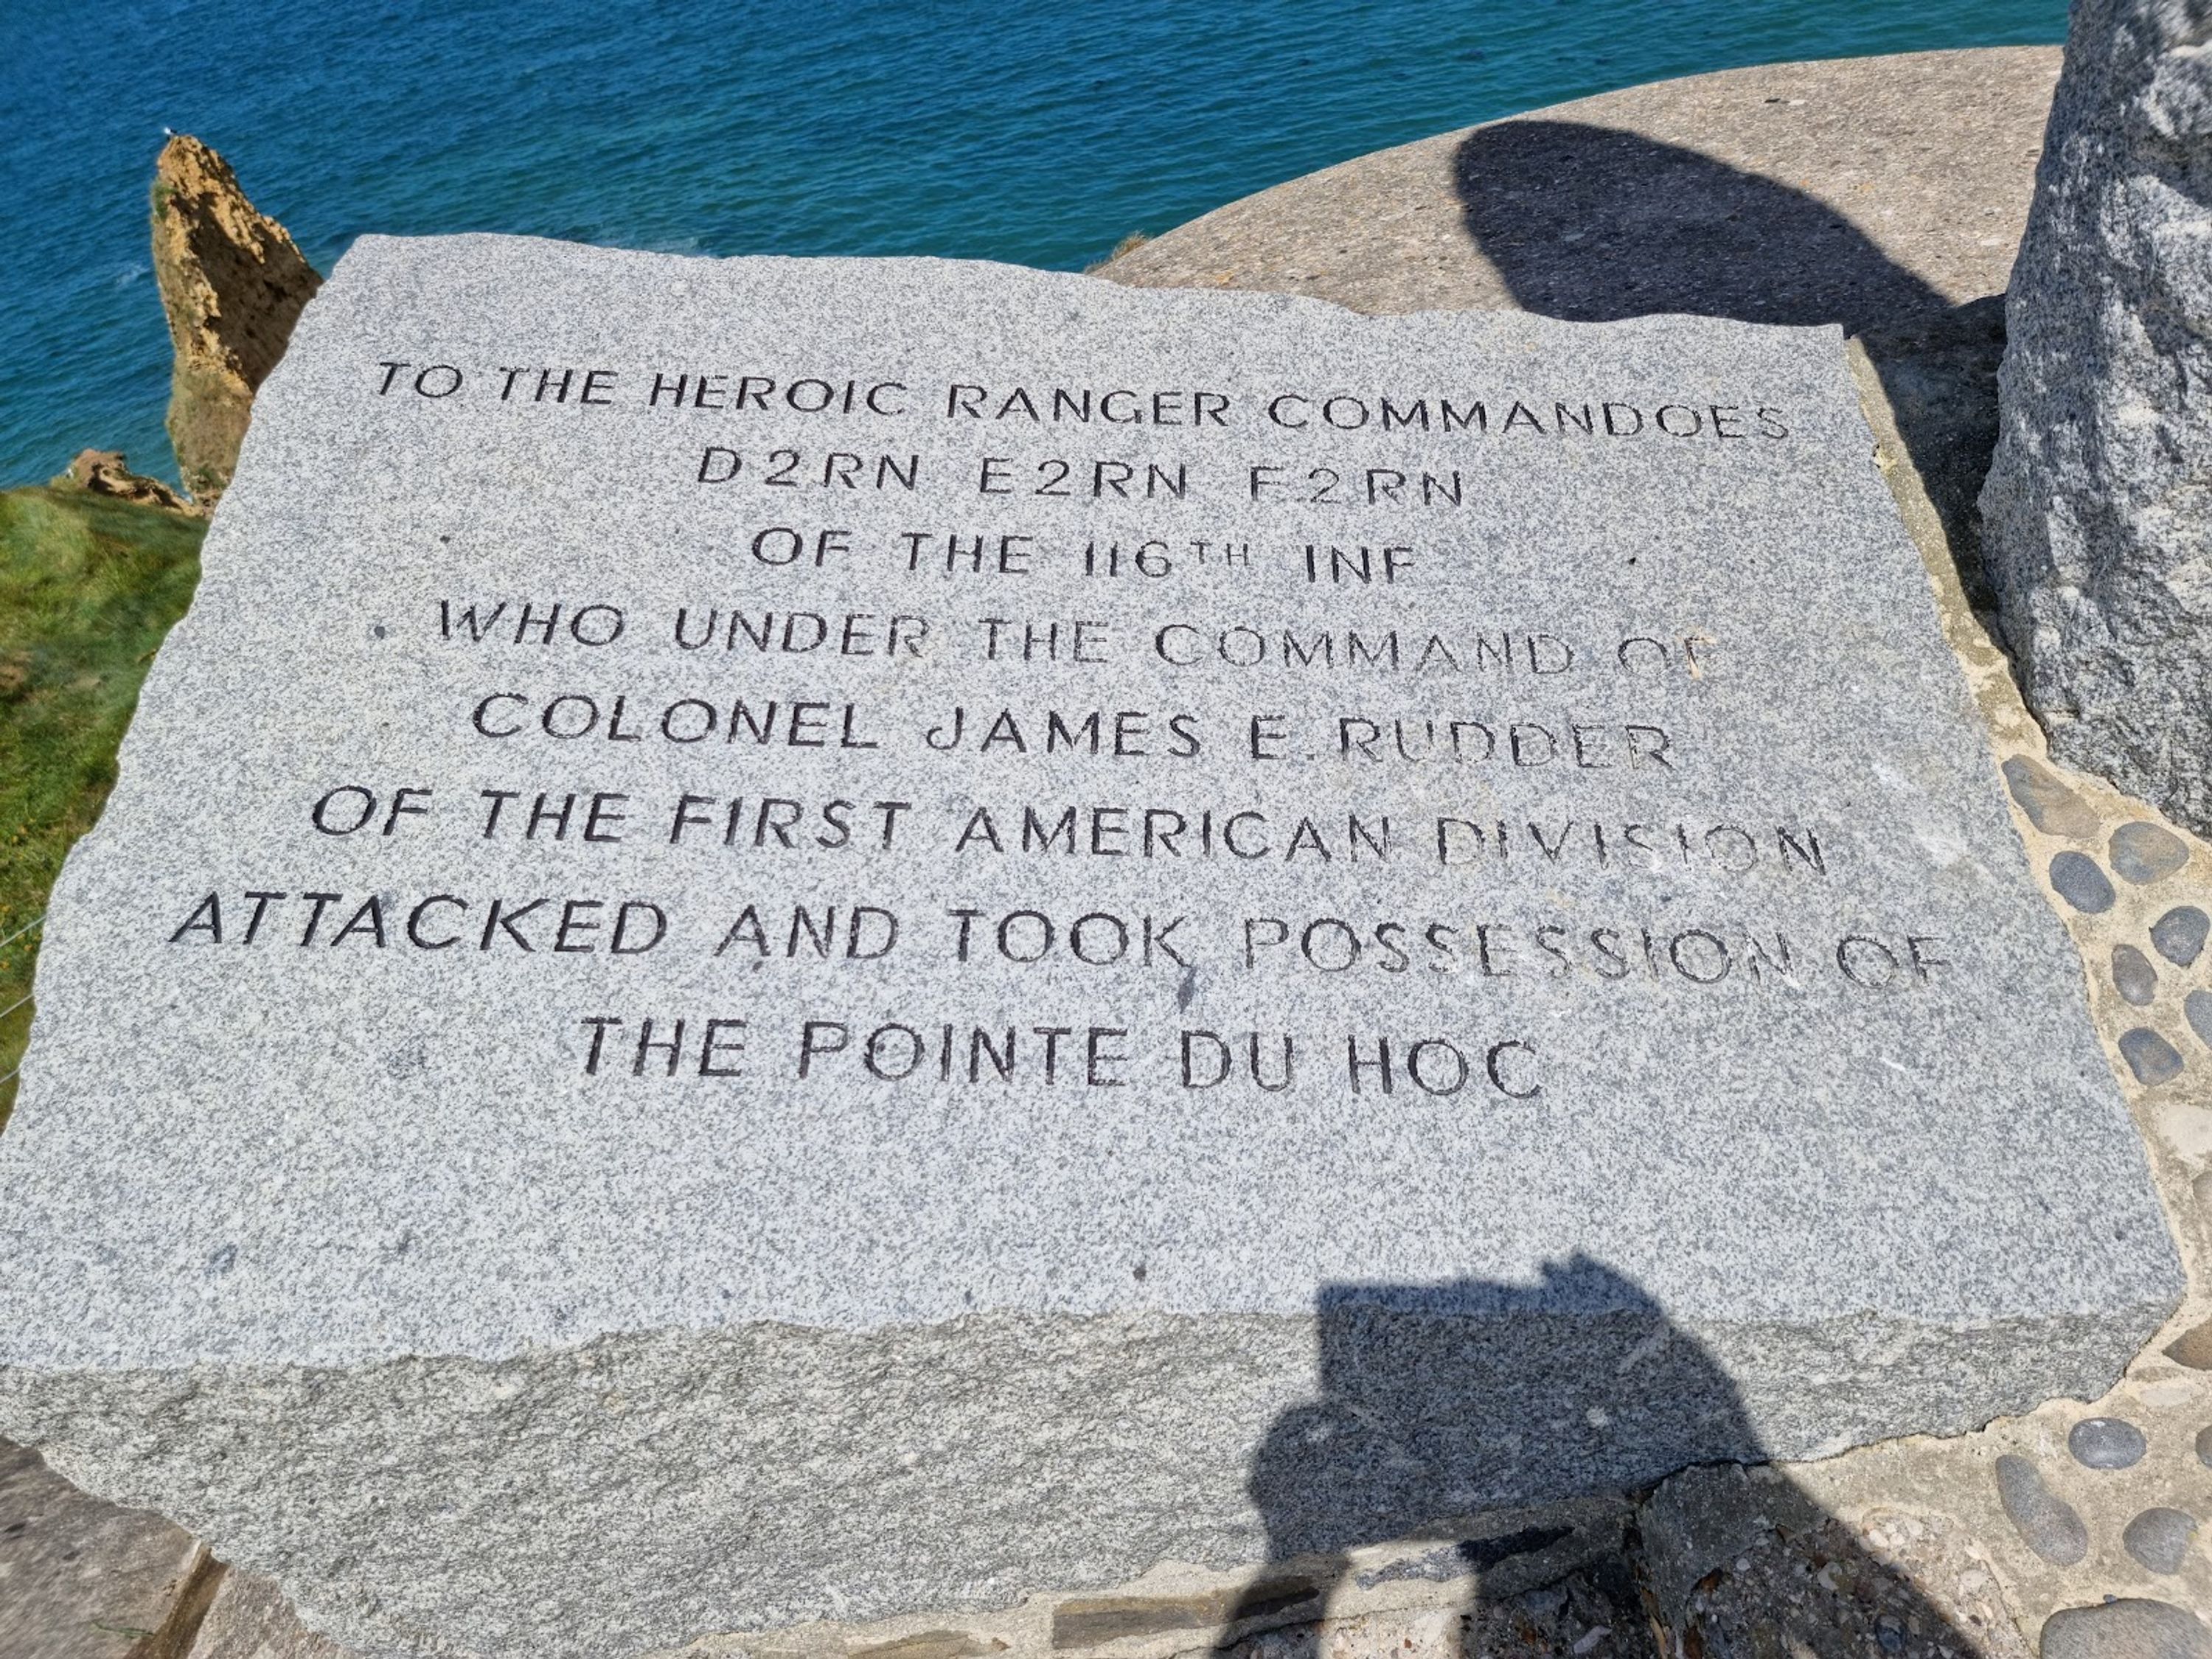 TO THE HEROIC RANGER COMMANDOES
D2RN E2RN F2RN
OF THE 116TH INF
WHO UNDER THE COMMAND OF
COLONEL JAMES E. RUDDER
OF THE FIRST AMERICAN DIVISION
ATTACKED AND TOOK POSSESSION OF
THE POINTE DU HOC